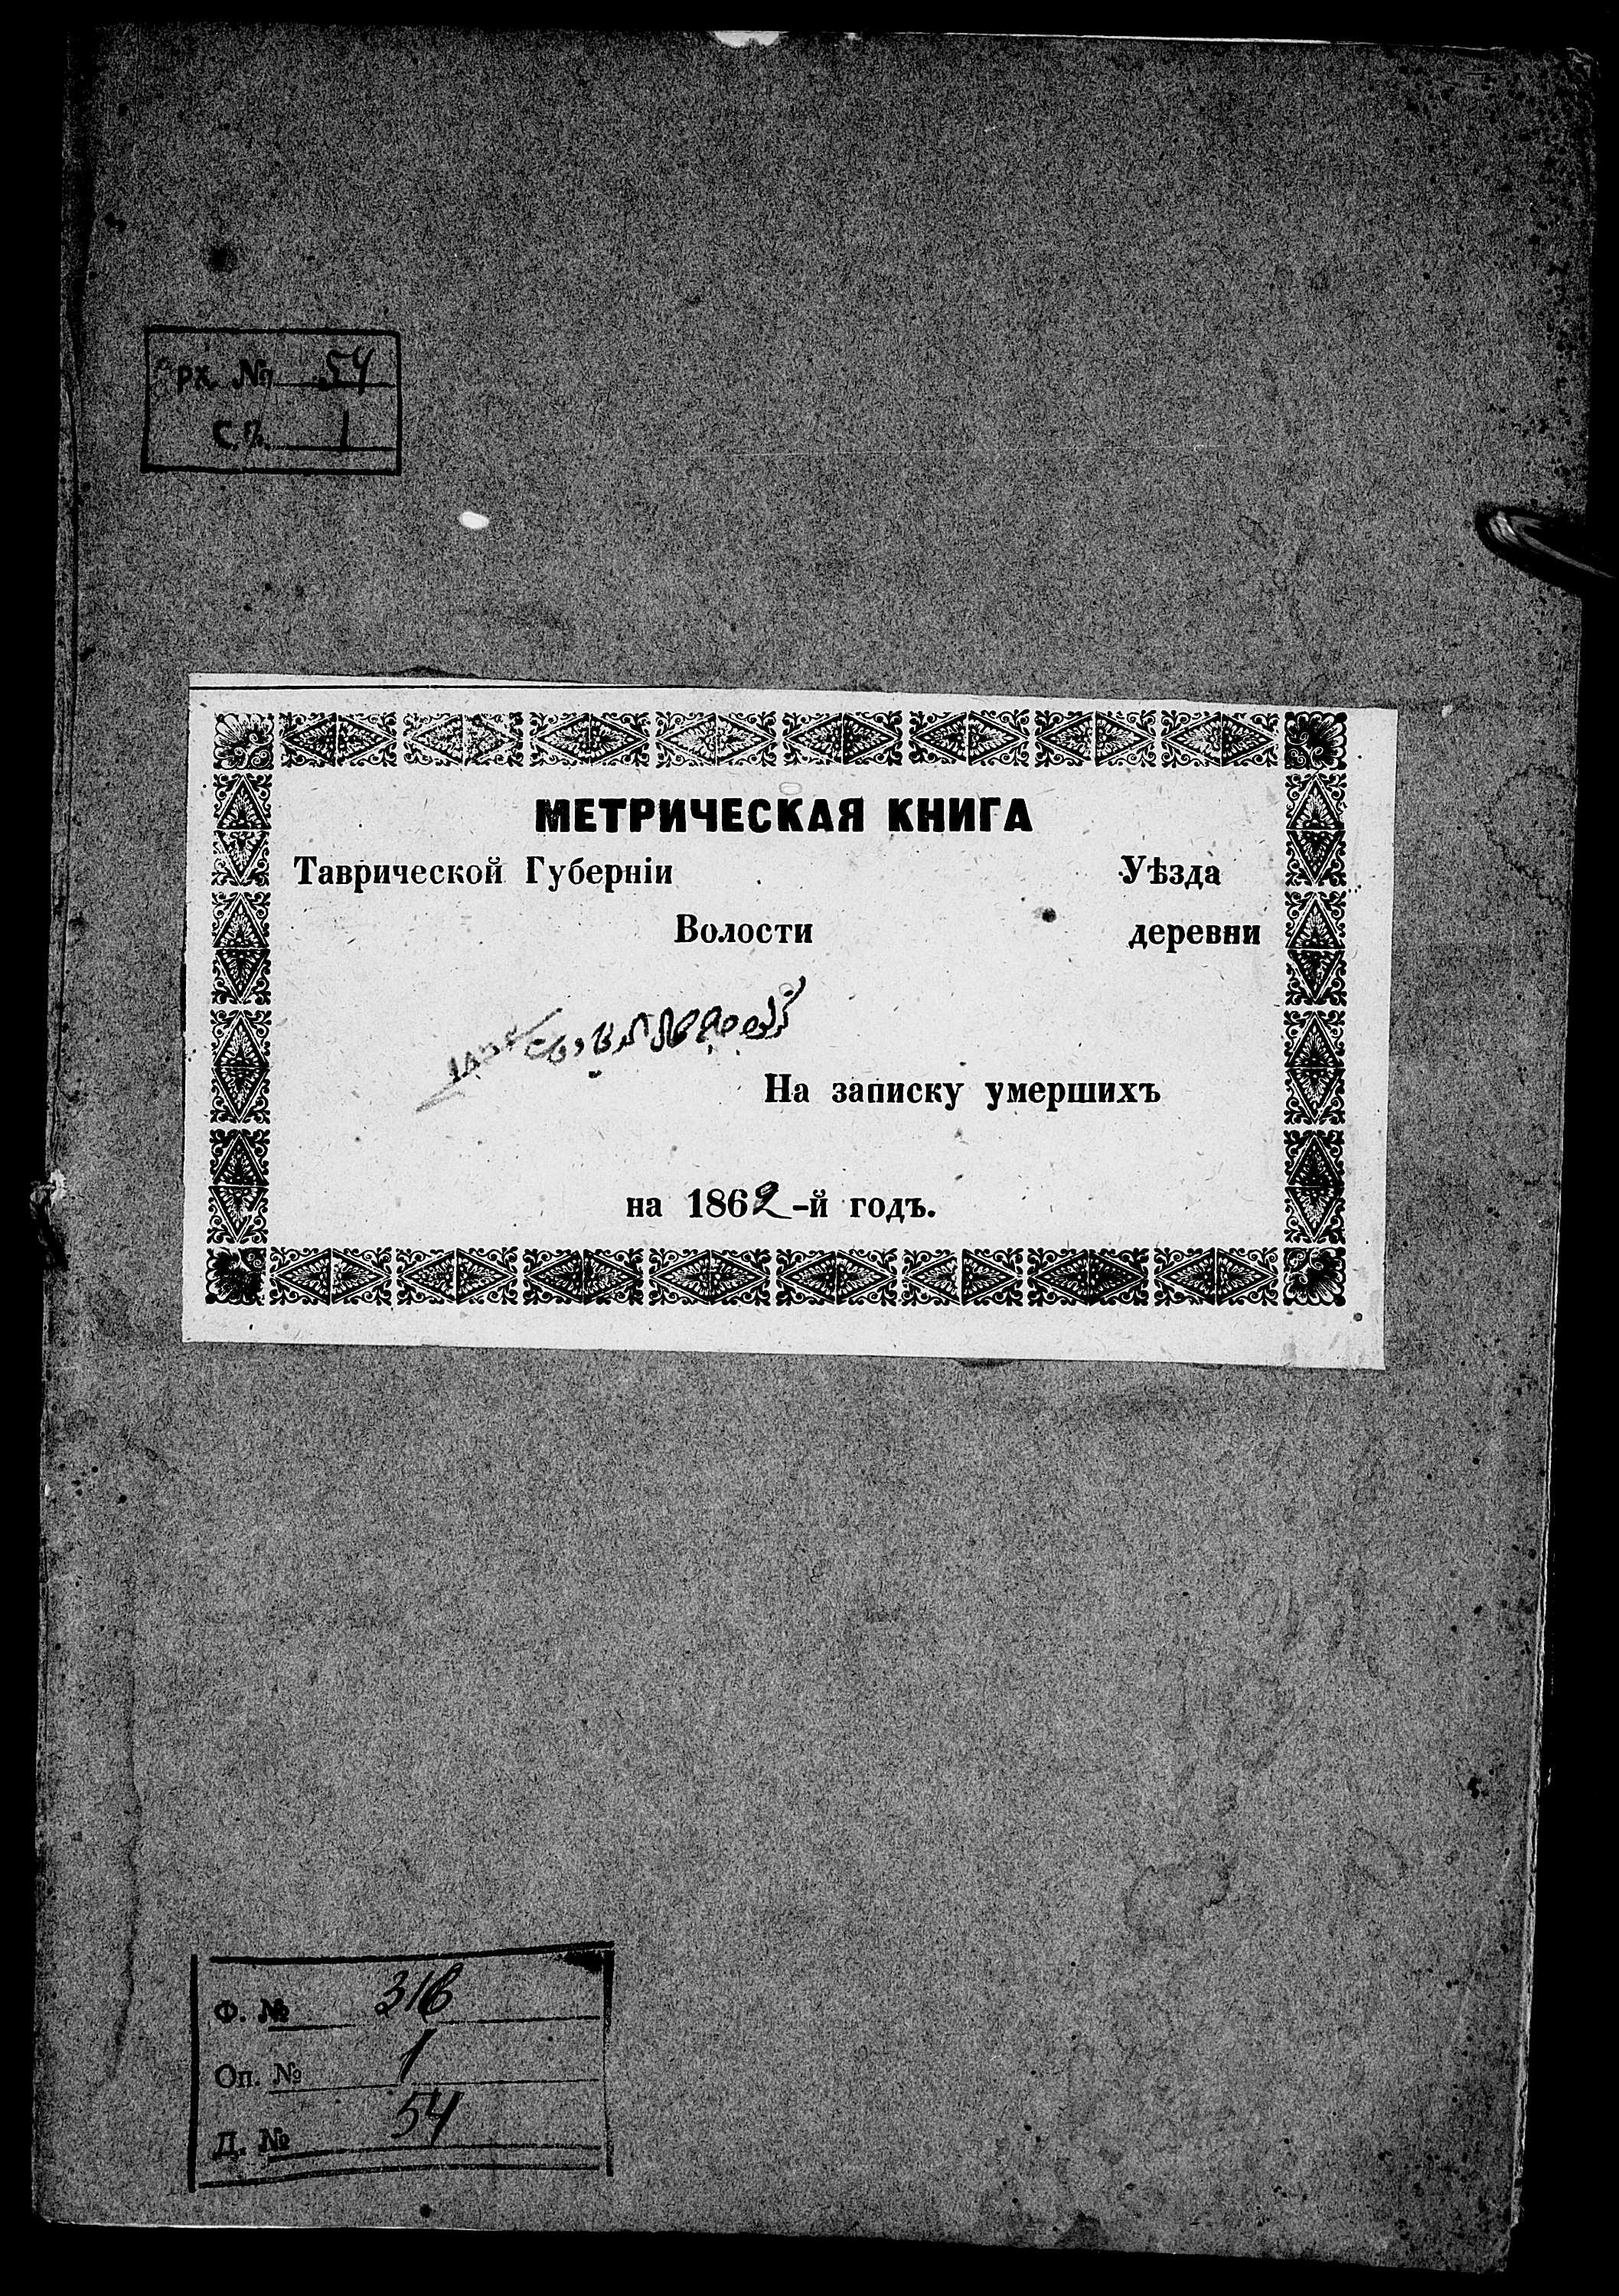 Арх. № 54
С.П. 1
МЕТРИЧЕСКАЯ КНИГА
Таврической Губерніи Уѣзда
Волости деревни
На записку умершихъ
на 1862-й годъ.
Ф. № 31в
Оп. № 1
Д. № 54